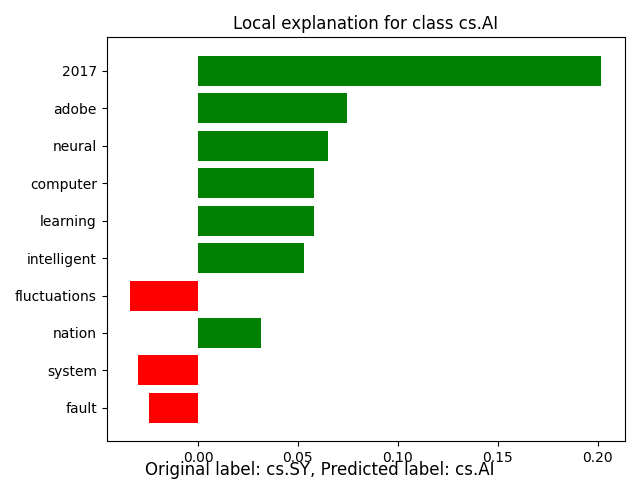 Local explanation for class cs.AI
2017
adobe
neural
computer
learning
intelligent
fluctuations
nation
system
fault
0.00 0.05 0.10 0.15 0.20
Original label: cs.SY, Predicted label: cs.AI